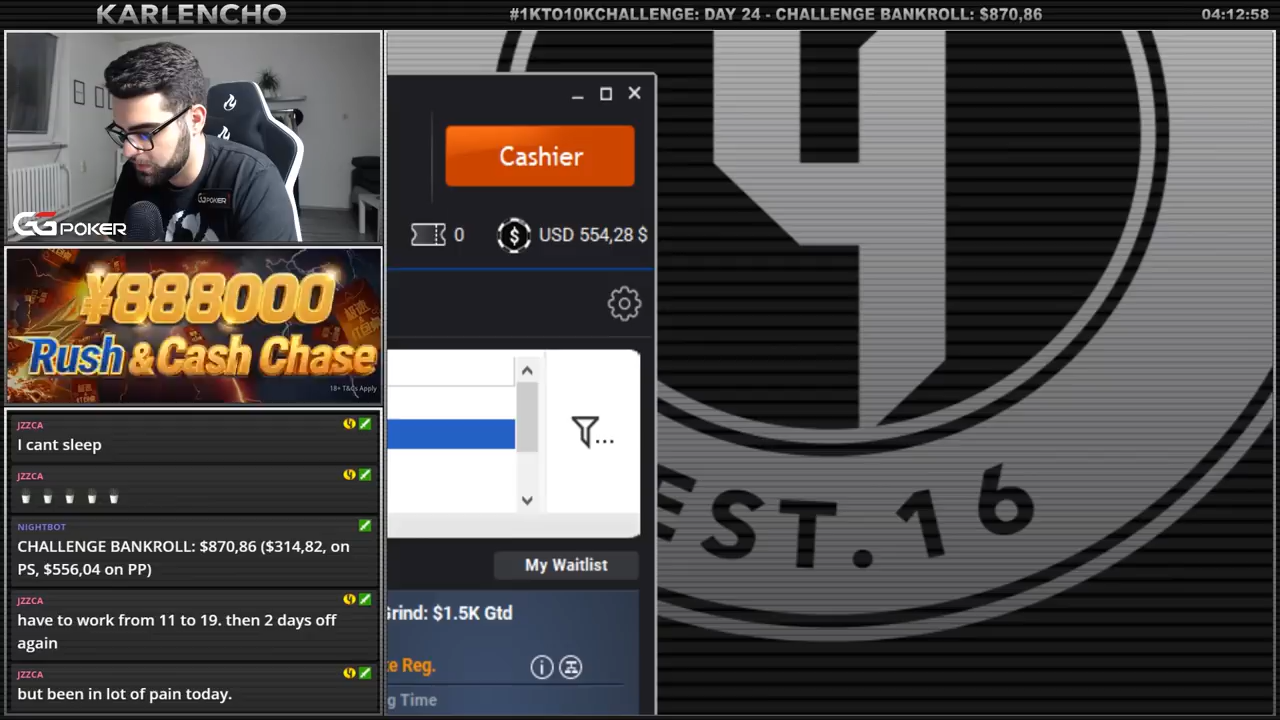 KARLENCHO
#1KTO10KCHALLENGE: DAY 24 - CHALLENGE BANKROLL: $870,86
04:12:58
GGPOKER
GGPOKER
¥888000
Rush & Cash Chase
18+ T&Cs Apply
JZZCA
I cant sleep
JZZCA
NIGHTBOT
CHALLENGE BANKROLL: $870,86 ($314,82, on
PS, $556,04 on PP)
JZZCA
have to work from 11 to 19. then 2 days off
again
JZZCA
but been in lot of pain today.
Cashier
0
USD 554,28 $
...
My Waitlist
Grind: $1.5K Gtd
te Reg.
g Time
EST.16